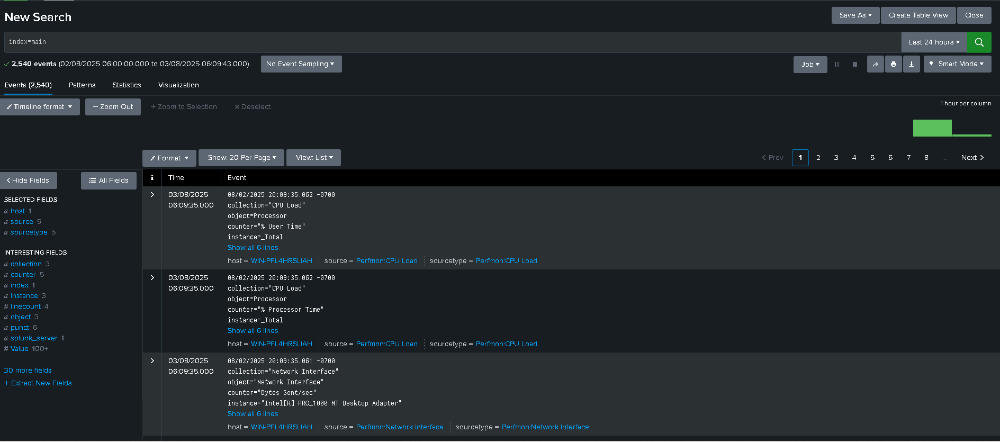 New Search
Save As ▾ Create Table View Close
index=main
Last 24 hours ▾
✓ 2,540 events (02/08/2025 06:00:00.000 to 03/08/2025 06:09:43.000) No Event Sampling ▾
Job ▾ Smart Mode ▾
Events (2,540) Patterns Statistics Visualization
Timeline format ▾ — Zoom Out + Zoom to Selection × Deselect
1 hour per column
Format ▾ Show: 20 Per Page ▾ View: List ▾
< Prev 1 2 3 4 5 6 7 8 ... Next >
< Hide Fields All Fields
SELECTED FIELDS
a host 1
a source 5
a sourcetype 5
INTERESTING FIELDS
a collection 3
a counter 5
a index 1
a instance 3
# linecount 4
a object 3
a punct 6
a splunk_server 1
# Value 100+
30 more fields
+ Extract New Fields
i Time Event
> 03/08/2025
06:09:35.000
08/02/2025 20:09:35.062 -0700
collection="CPU Load"
object=Processor
counter="% User Time"
instance=_Total
Show all 6 lines
host = WIN-PFL4HRSLIAH source = Perfmon:CPU Load sourcetype = Perfmon:CPU Load
> 03/08/2025
06:09:35.000
08/02/2025 20:09:35.062 -0700
collection="CPU Load"
object=Processor
counter="% Processor Time"
instance=_Total
Show all 6 lines
host = WIN-PFL4HRSLIAH source = Perfmon:CPU Load sourcetype = Perfmon:CPU Load
> 03/08/2025
06:09:35.000
08/02/2025 20:09:35.061 -0700
collection="Network Interface"
object="Network Interface"
counter="Bytes Sent/sec"
instance="Intel[R] PRO_1000 MT Desktop Adapter"
Show all 6 lines
host = WIN-PFL4HRSLIAH source = Perfmon:Network Interface sourcetype = Perfmon:Network Interface